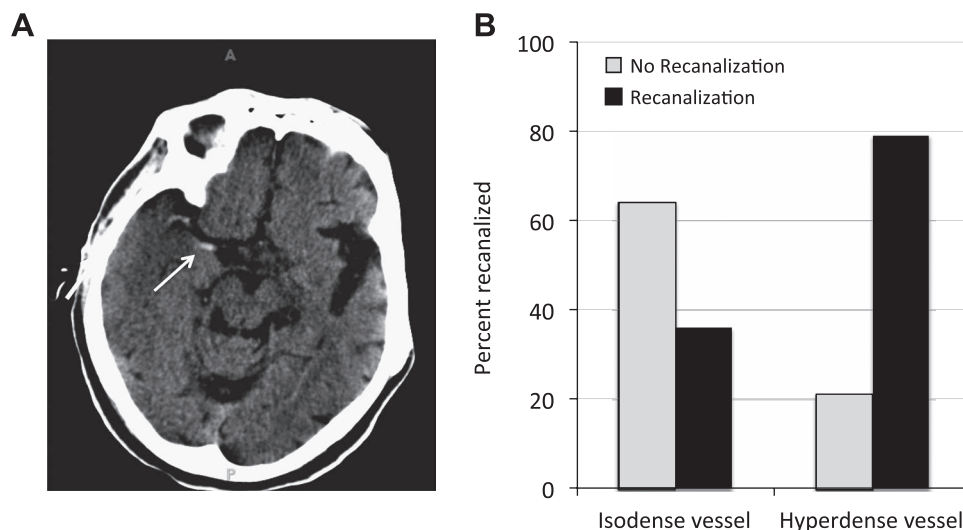 A
B
A
P
100
80
60
40
20
0
Percent recanalized
No Recanalization
Recanalization
Isodense vessel
Hyperdense vessel